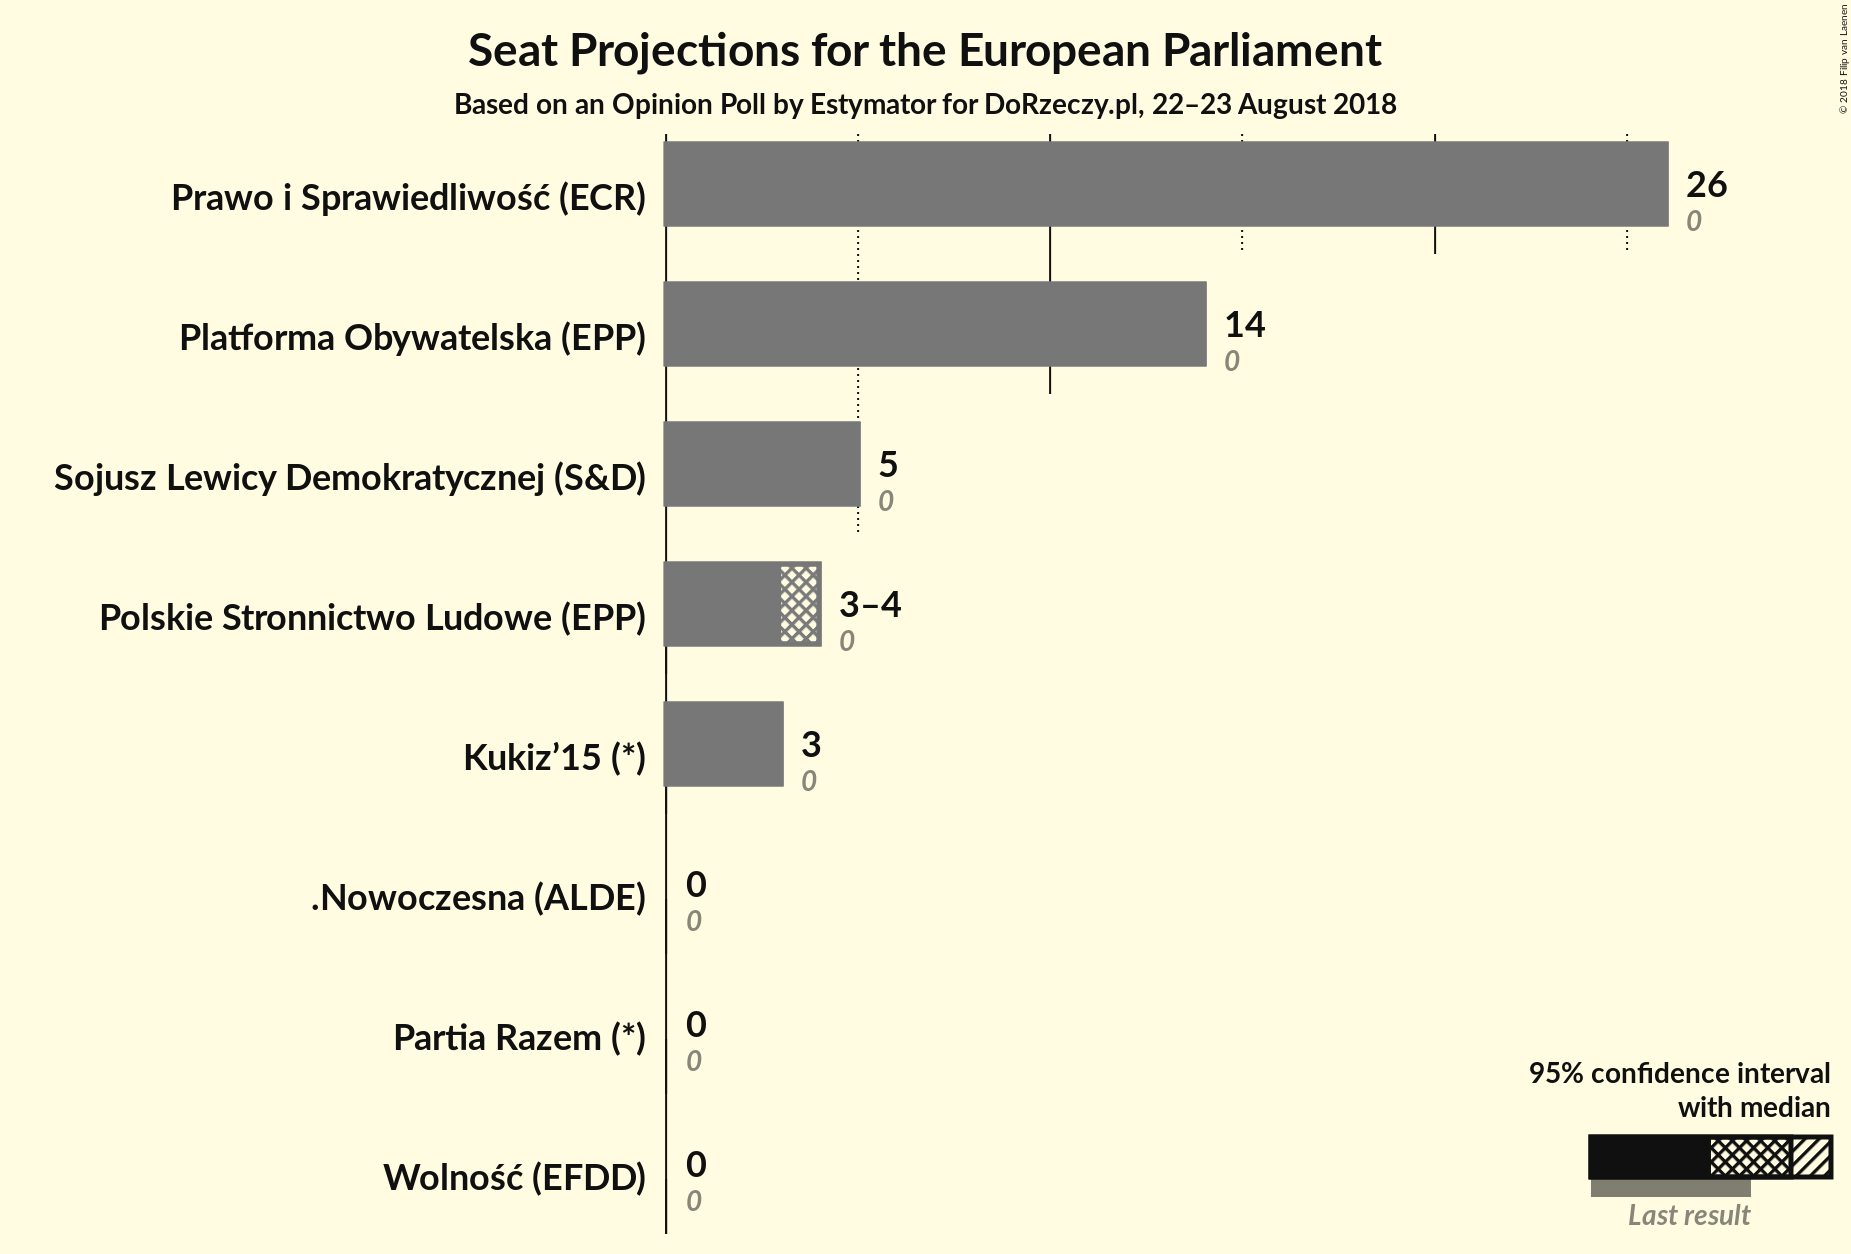 Seat Projections for the European Parliament
Based on an Opinion Poll by Estymator for DoRzeczy.pl, 22–23 August 2018
© 2018 Filip van Laenen
Prawo i Sprawiedliwość (ECR)
26
0
Platforma Obywatelska (EPP)
14
0
Sojusz Lewicy Demokratycznej (S&D)
5
0
Polskie Stronnictwo Ludowe (EPP)
3–4
0
Kukiz’15 (*)
3
0
.Nowoczesna (ALDE)
0
0
Partia Razem (*)
0
0
Wolność (EFDD)
0
0
95% confidence interval
with median
Last result